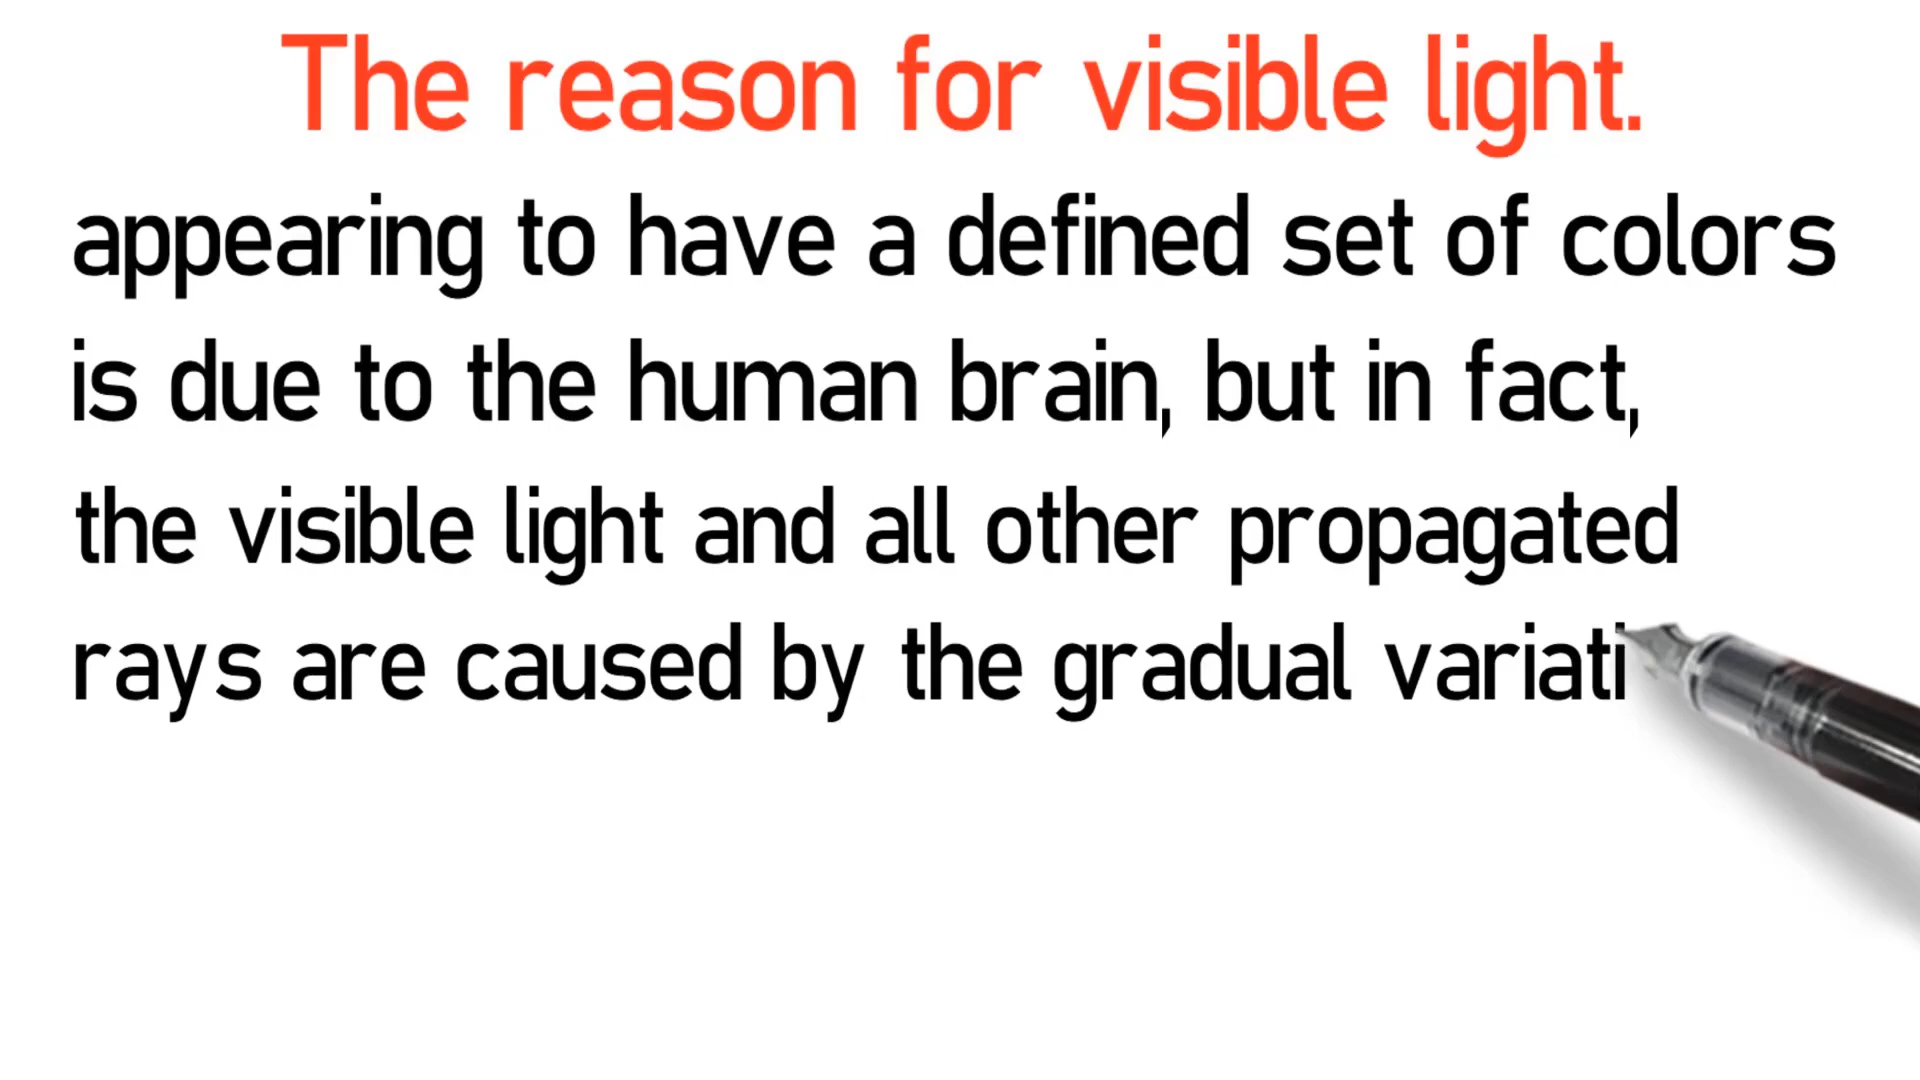 The reason for visible light.
appearing to have a defined set of colors
is due to the human brain, but in fact,
the visible light and all other propagated
rays are caused by the gradual variati